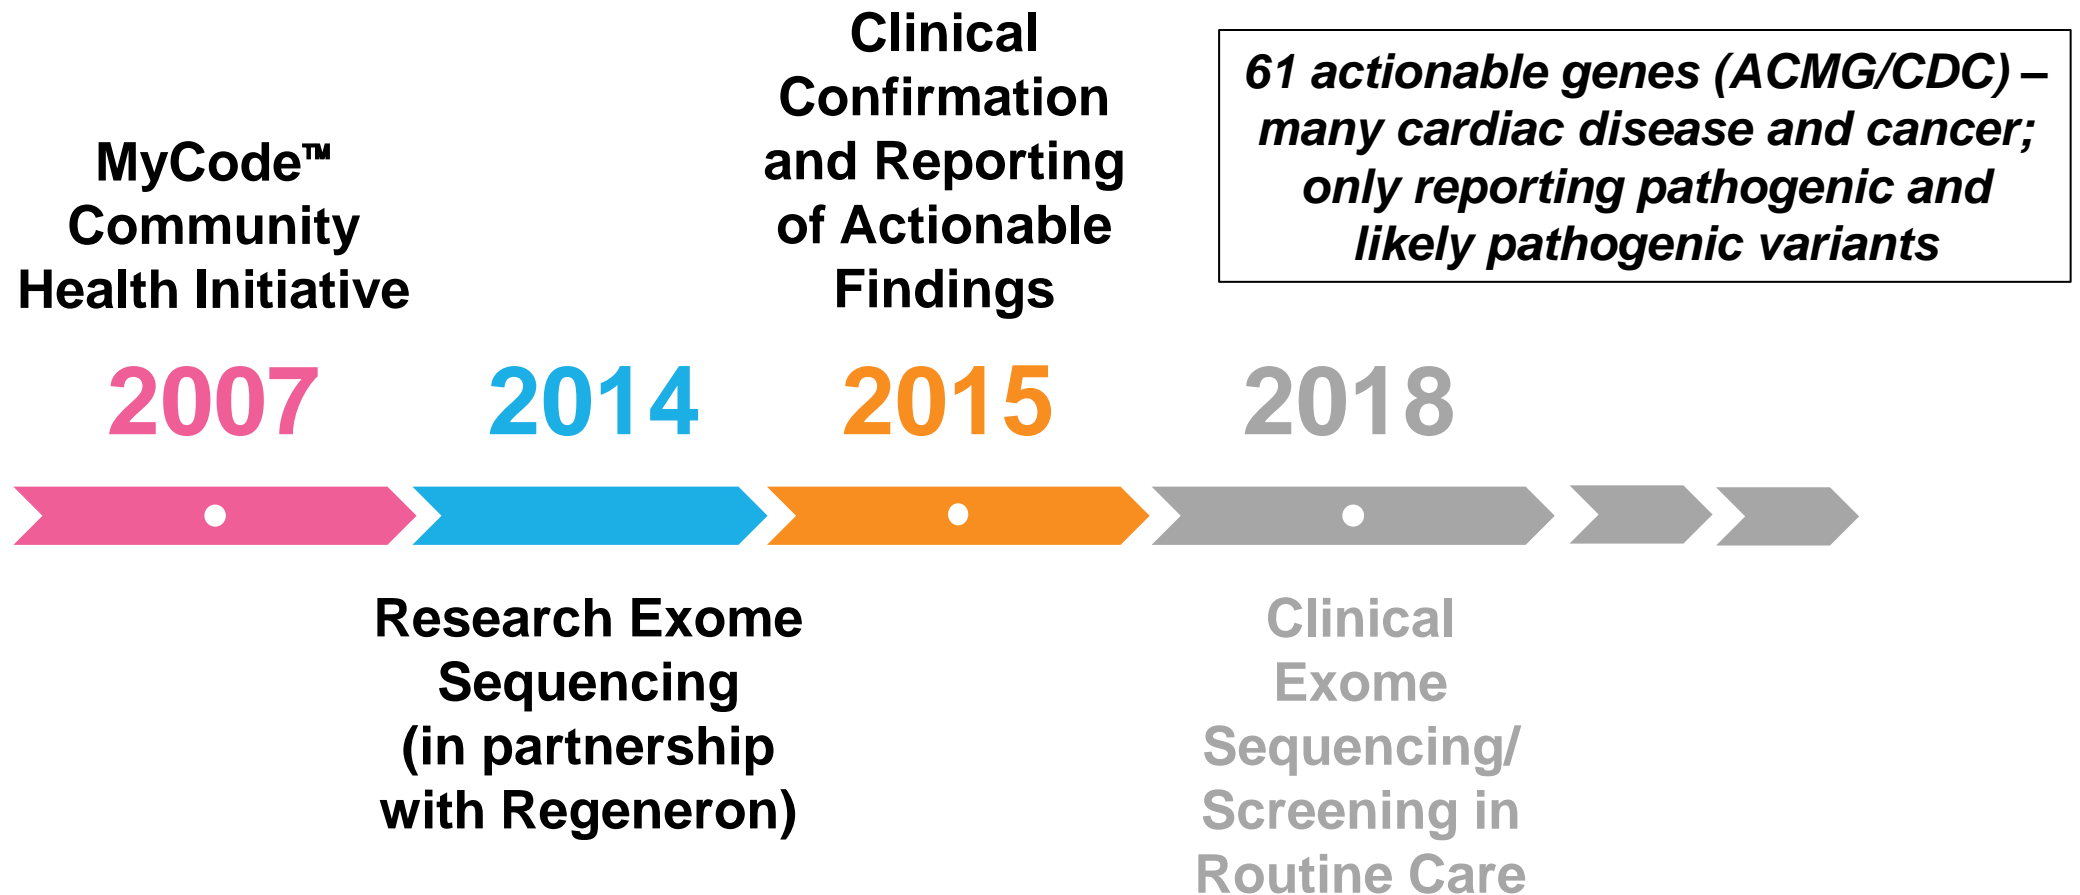 MyCode™
Community
Health Initiative
2007
2014
Research Exome
Sequencing
(in partnership
with Regeneron)
Clinical
Confirmation
and Reporting
of Actionable
Findings
2015
61 actionable genes (ACMG/CDC) –
many cardiac disease and cancer;
only reporting pathogenic and
likely pathogenic variants
2018
Clinical
Exome
Sequencing/
Screening in
Routine Care